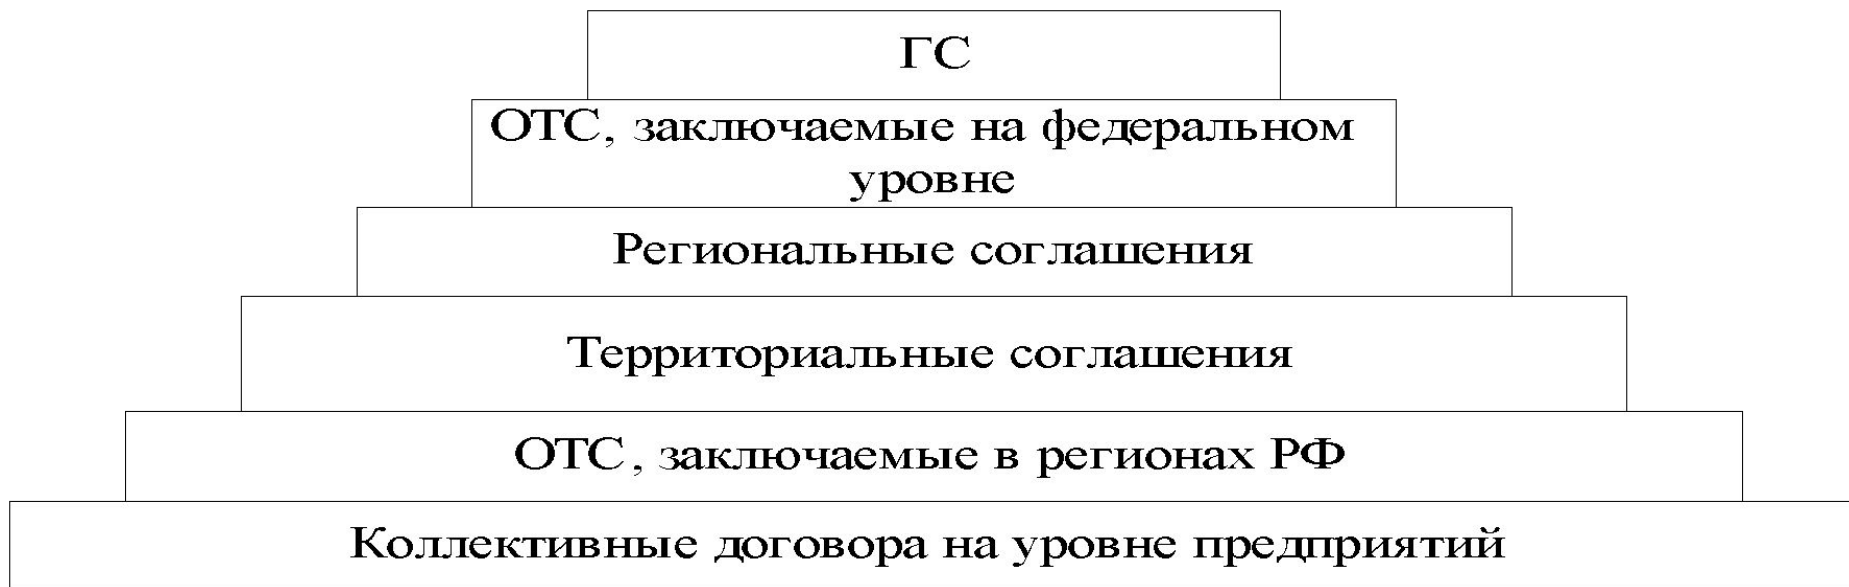 ГС
ОТС, заключаемые на федеральном
уровне
Региональные соглашения
Территориальные соглашения
ОТС, заключаемые в регионах РФ
Коллективные договора на уровне предприятий